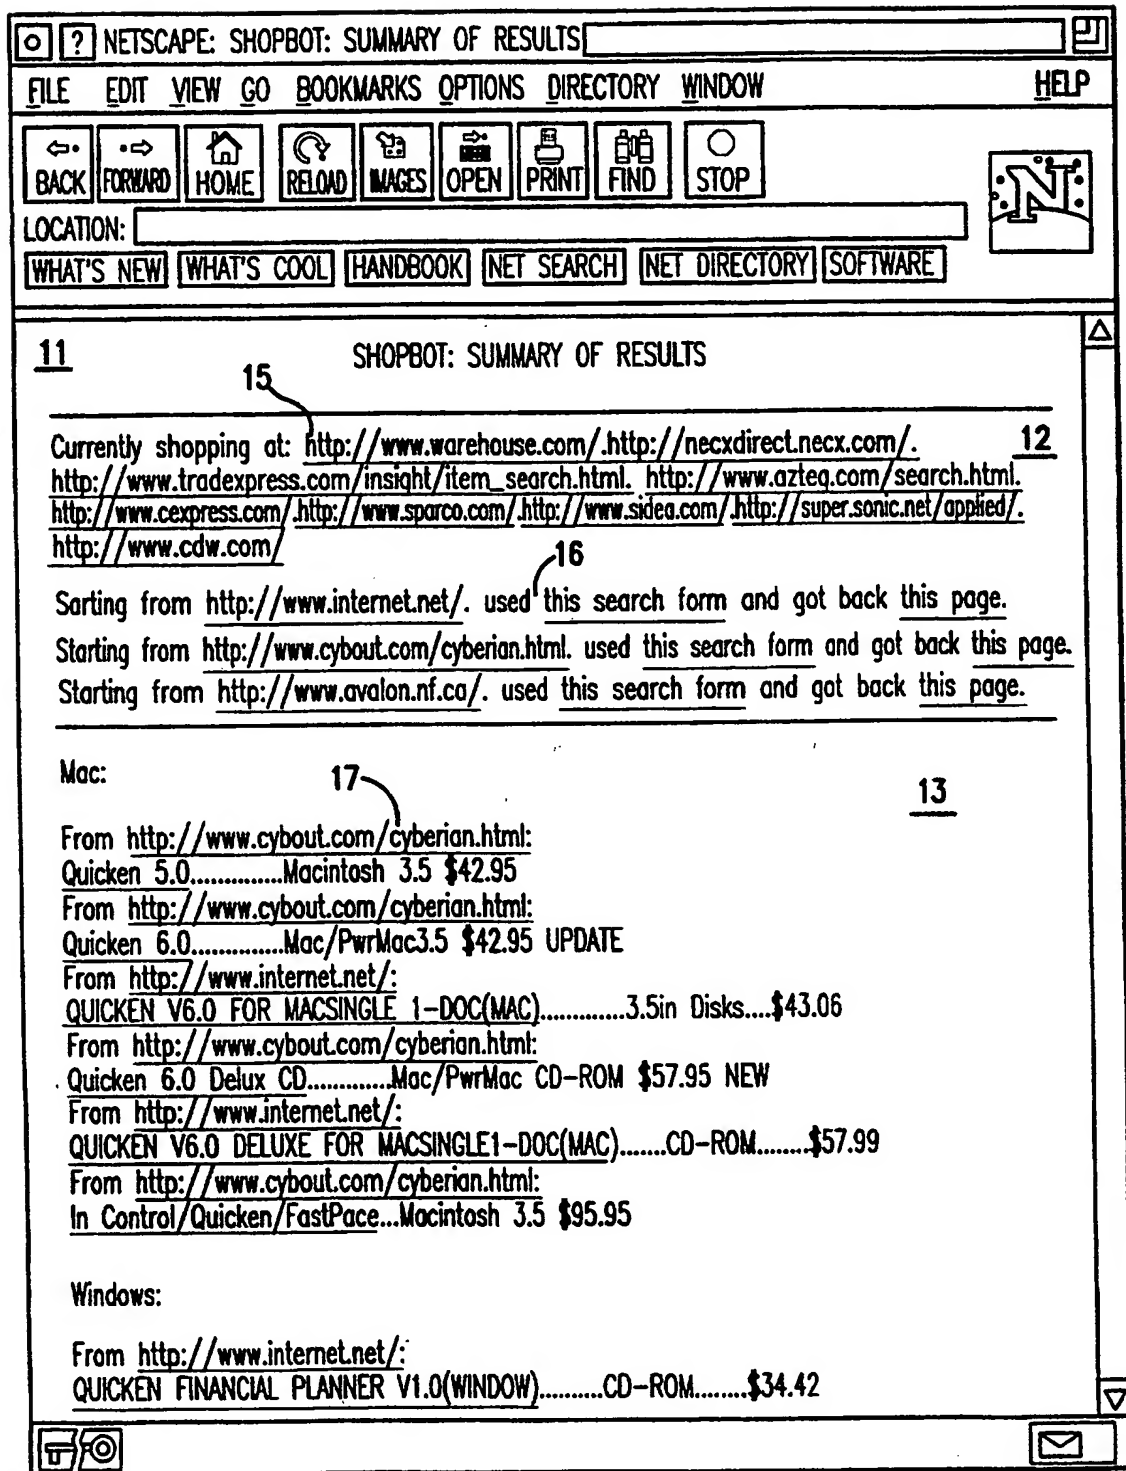 ? NETSCAPE: SHOPBOT: SUMMARY OF RESULTS
FILE EDIT VIEW GO BOOKMARKS OPTIONS DIRECTORY WINDOW HELP
BACK FORWARD HOME RELOAD IMAGES OPEN PRINT FIND STOP
N
LOCATION:
WHAT'S NEW WHAT'S COOL HANDBOOK NET SEARCH NET DIRECTORY SOFTWARE
11 SHOPBOT: SUMMARY OF RESULTS
15
Currently shopping at: http://www.warehouse.com/.http://necxdirect.necx.com/. 12
http://www.tradexpress.com/insight/item_search.html. http://www.azteq.com/search.html.
http://www.cexpress.com/.http://www.sparco.com/.http://www.sidea.com/.http://super.sonic.net/applied/.
http://www.cdw.com/
16
Sarting from http://www.internet.net/. used this search form and got back this page.
Starting from http://www.cybout.com/cyberian.html. used this search form and got back this page.
Starting from http://www.avalon.nf.ca/. used this search form and got back this page.
Mac: 17 13
From http://www.cybout.com/cyberian.html:
Quicken 5.0..............Macintosh 3.5 $42.95
From http://www.cybout.com/cyberian.html:
Quicken 6.0..............Mac/PwrMac3.5 $42.95 UPDATE
From http://www.internet.net/:
QUICKEN V6.0 FOR MACSINGLE 1-DOC(MAC).............3.5in Disks....$43.06
From http://www.cybout.com/cyberian.html:
Quicken 6.0 Delux CD.............Mac/PwrMac CD-ROM $57.95 NEW
From http://www.internet.net/:
QUICKEN V6.0 DELUXE FOR MACSINGLE1-DOC(MAC).......CD-ROM.........$57.99
From http://www.cybout.com/cyberian.html:
In Control/Quicken/FastPace...Macintosh 3.5 $95.95
Windows:
From http://www.internet.net/:
QUICKEN FINANCIAL PLANNER V1.0(WINDOW)..........CD-ROM........$34.42